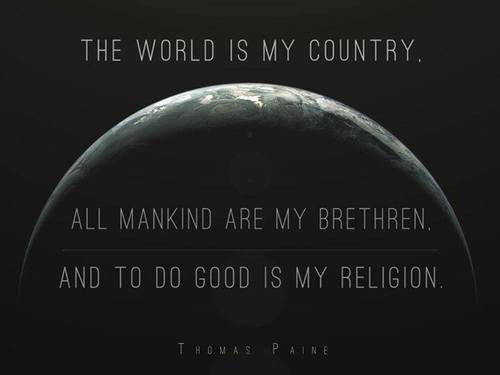 THE WORLD IS MY COUNTRY,
ALL MANKIND ARE MY BRETHREN,
AND TO DO GOOD IS MY RELIGION.
THOMAS PAINE